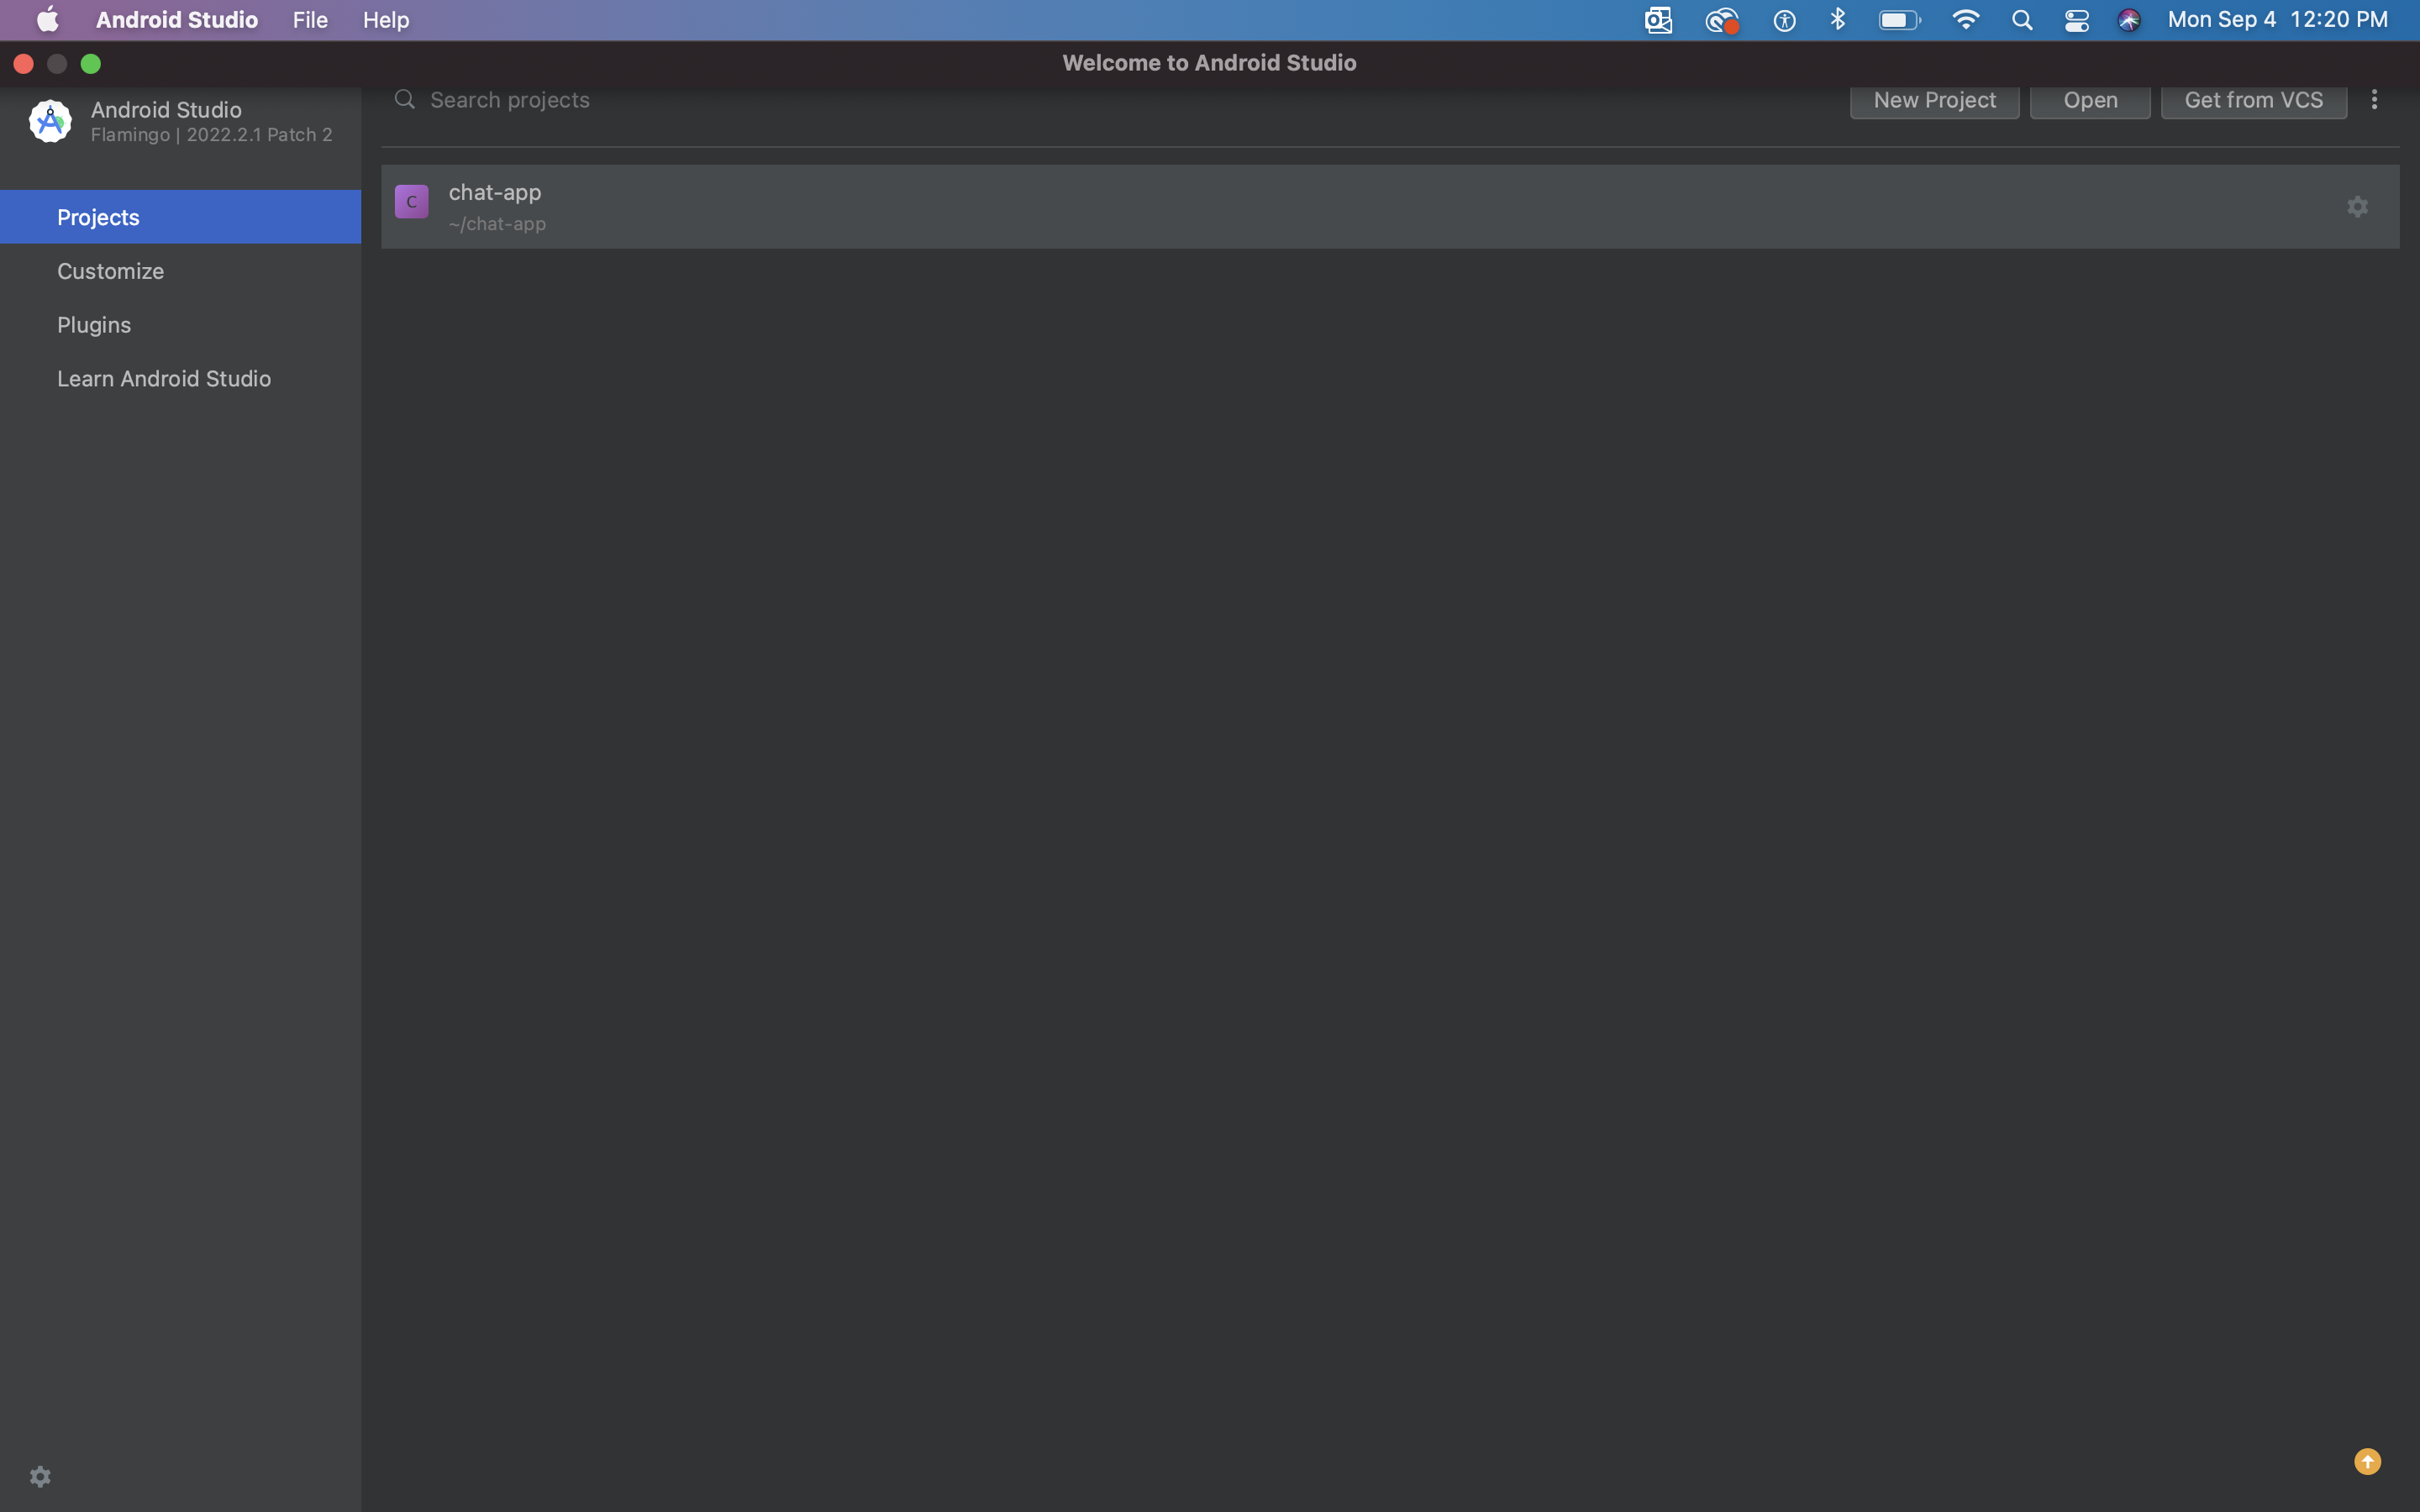 Android Studio File Help Mon Sep 4 12:20 PM
Welcome to Android Studio
Android Studio
Flamingo | 2022.2.1 Patch 2
Search projects
New Project Open Get from VCS
C
chat-app
~/chat-app
Projects
Customize
Plugins
Learn Android Studio